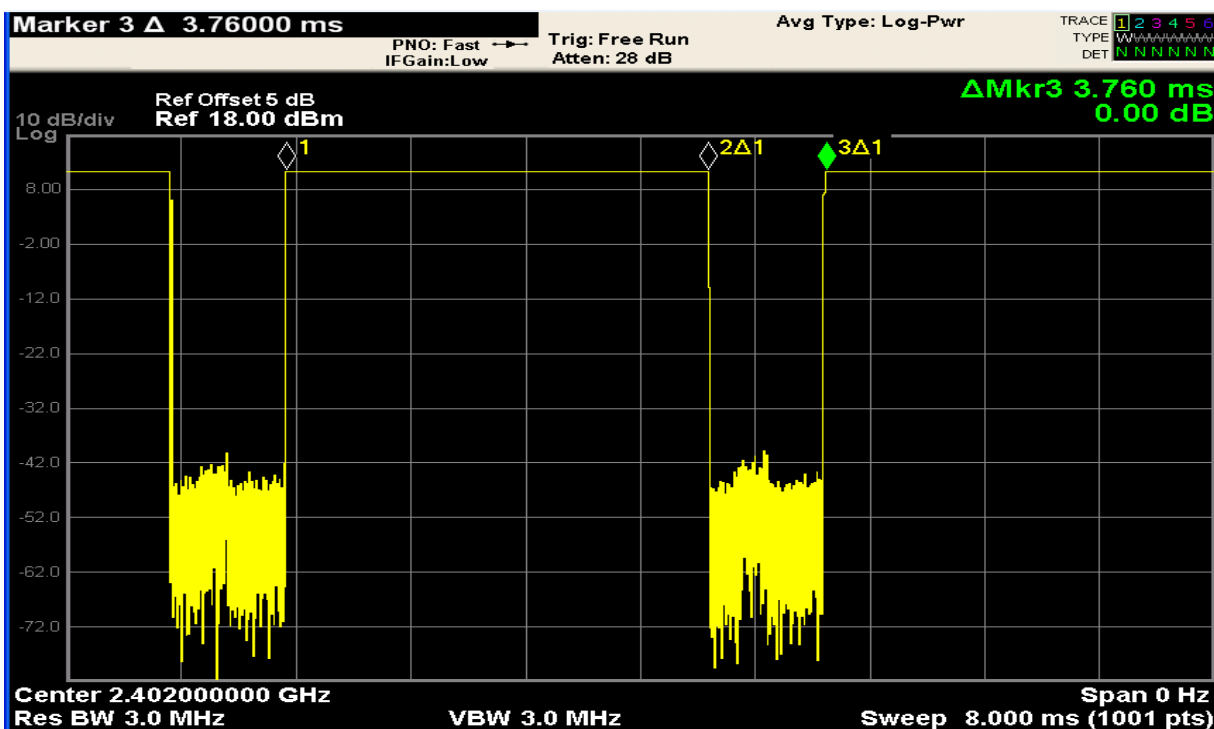 Marker 3 Δ 3.76000 ms
PNO: Fast
IFGain:Low
Trig: Free Run
Atten: 28 dB
Avg Type: Log-Pwr
TRACE 1 2 3 4 5 6
TYPE W
DET N N N N N N
ΔMkr3 3.760 ms
0.00 dB
Ref Offset 5 dB
10 dB/div Ref 18.00 dBm
Log
1
2Δ1
3Δ1
8.00
-2.00
-12.0
-22.0
-32.0
-42.0
-52.0
-62.0
-72.0
Center 2.402000000 GHz
Span 0 Hz
Res BW 3.0 MHz
VBW 3.0 MHz
Sweep 8.000 ms (1001 pts)